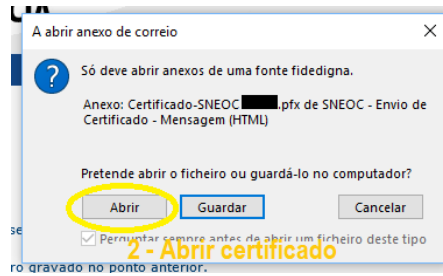 A abrir anexo de correio
Só deve abrir anexos de uma fonte fidedigna.
Anexo: Certificado-SNEOC .pfx de SNEOC - Envio de
Certificado - Mensagem (HTML)
Pretende abrir o ficheiro ou guardá-lo no computador?
Abrir Guardar Cancelar
Perguntar sempre antes de abrir um ficheiro deste tipo
2 - Abrir certificado
gravado no ponto anterior.